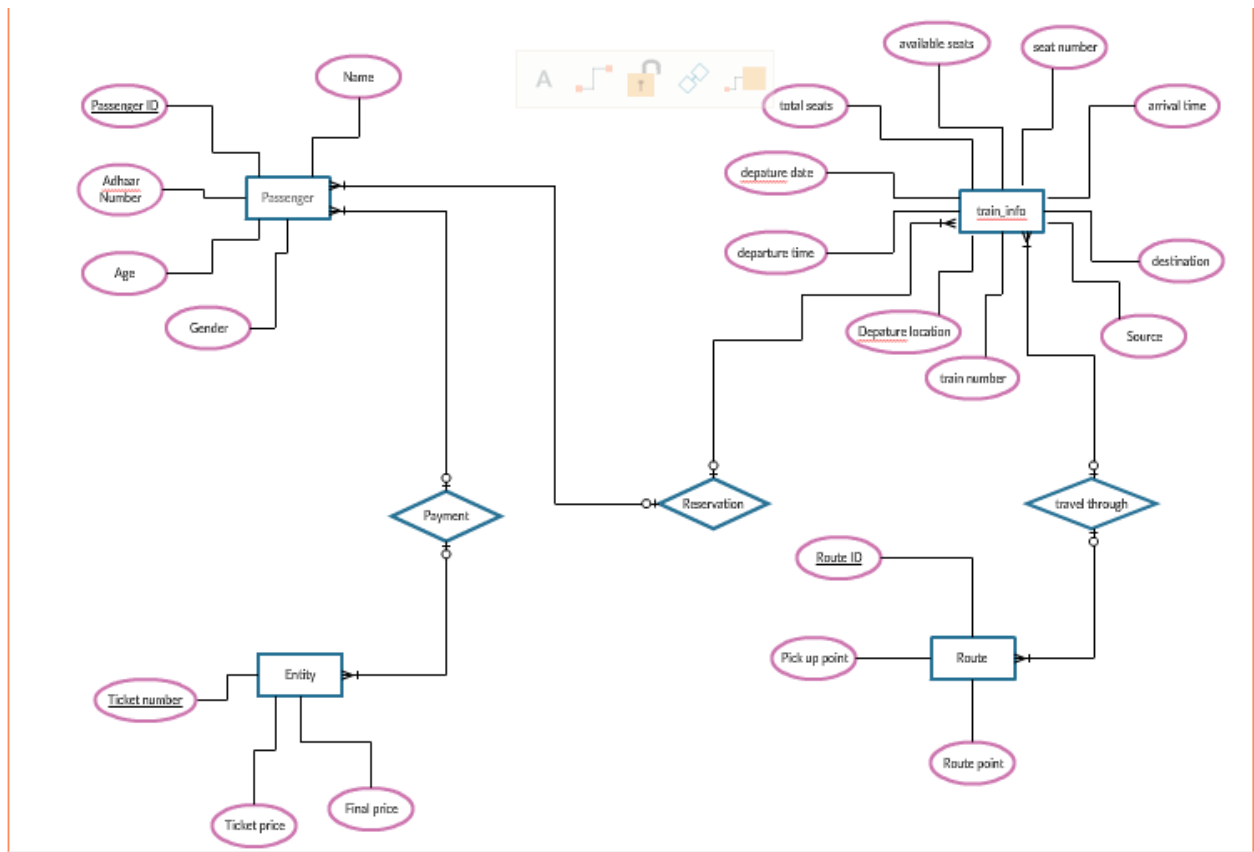 available seats
seat number
Name
Passenger ID
A
total seats
arrival time
depature date
Adhaar
Number
Passenger
train_info
departure time
destination
Age
Gender
Depature location
Source
train number
Payment
Reservation
travel through
Route ID
Pick up point
Route
Entity
Ticket number
Route point
Final price
Ticket price